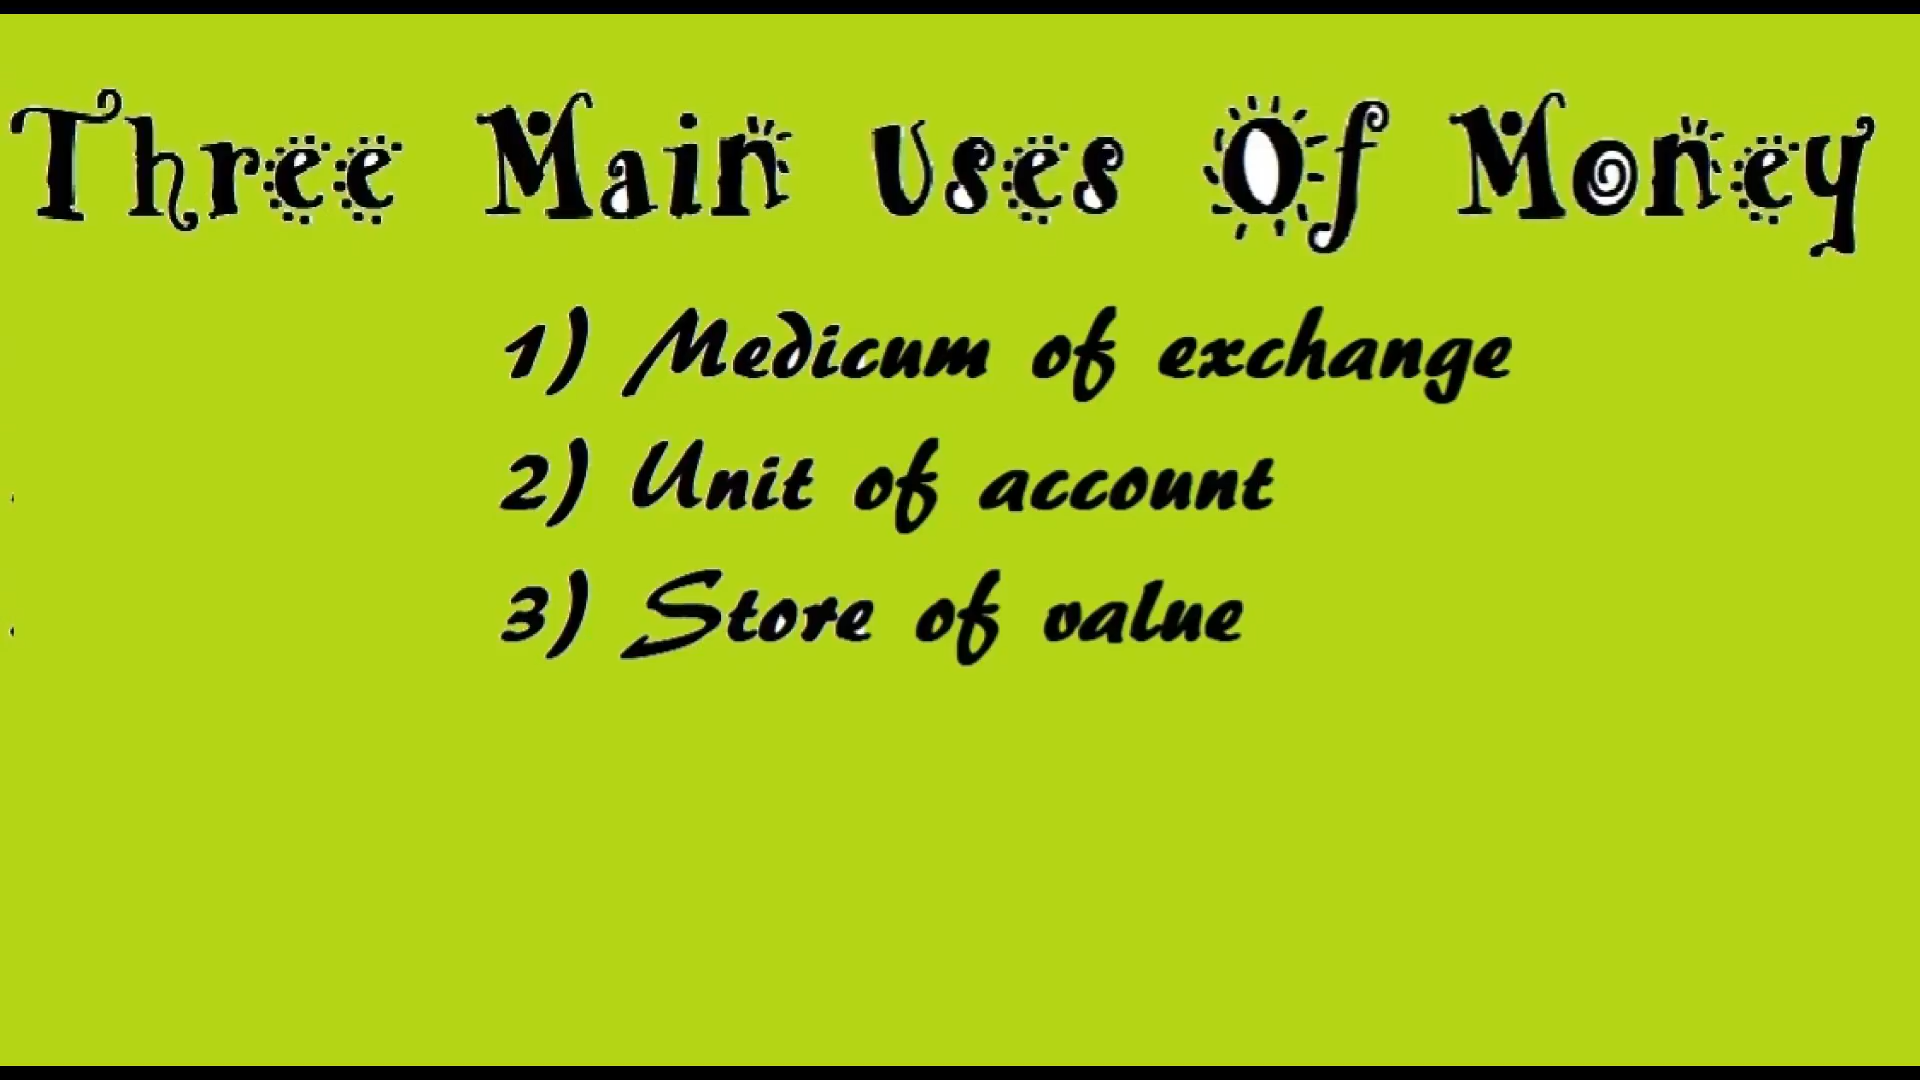 Three Main Uses Of Money
1) Medicum of exchange
2) Unit of account
3) Store of value